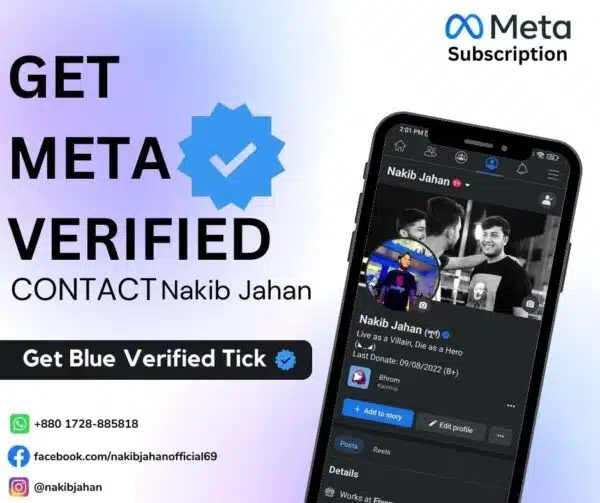 Meta
Subscription
GET
META
VERIFIED
CONTACT Nakib Jahan
Get Blue Verified Tick
+880 1728-885818
facebook.com/nakibjahanofficial69
@nakibjahan
2:01 PM
Nakib Jahan
Nakib Jahan
Live as a Villain, Die as a Hero
Last Donate: 09/08/2022 (B+)
Bhrom
+ Add to story
Edit profile
Posts
Reels
Details